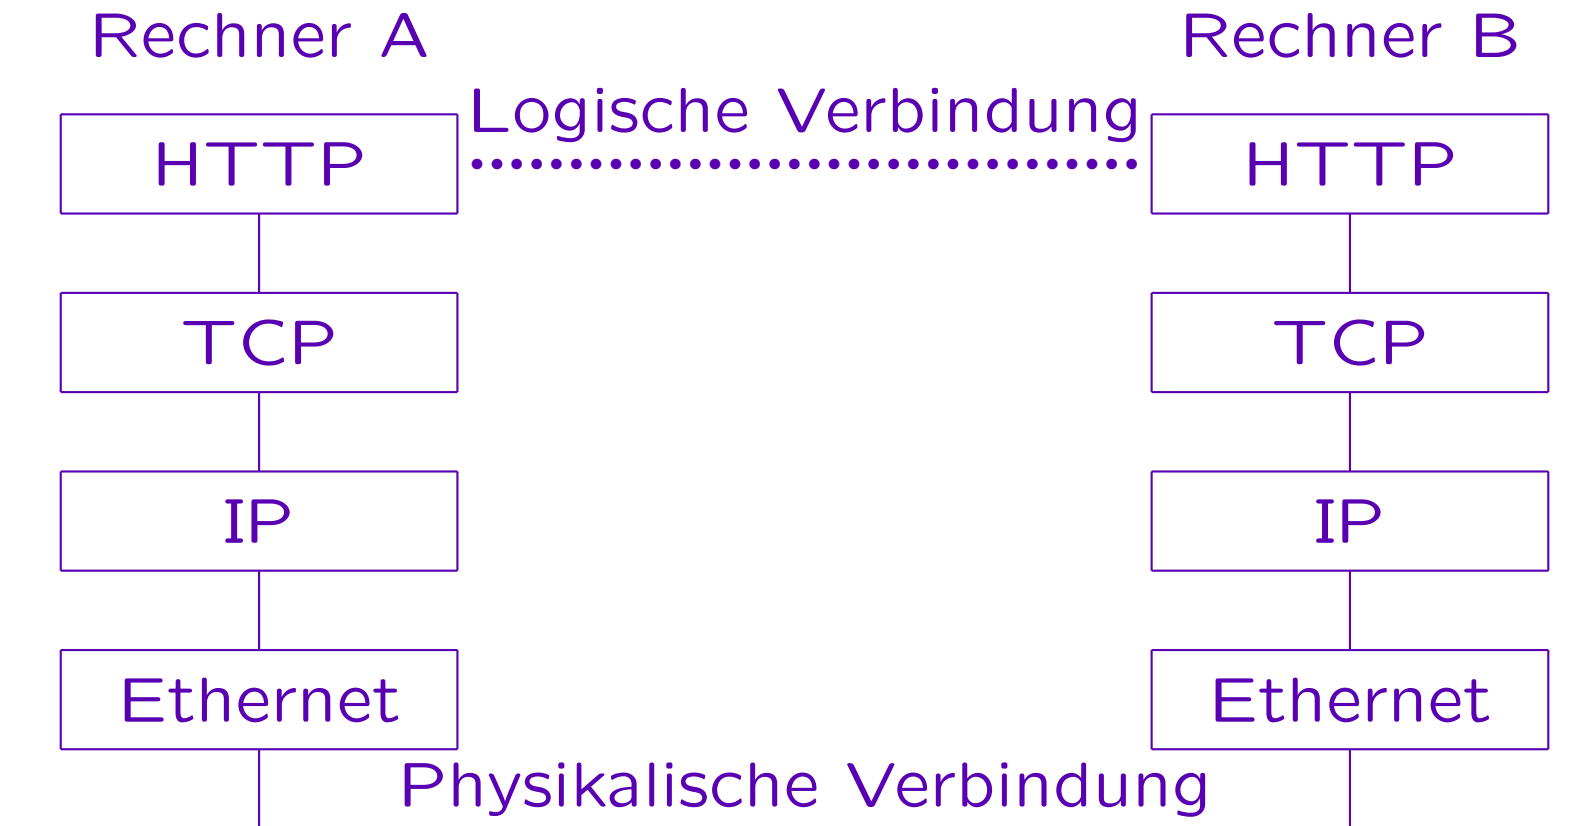 Rechner A
Rechner B
Logische Verbindung
HTTP
HTTP
TCP
TCP
IP
IP
Ethernet
Ethernet
Physikalische Verbindung